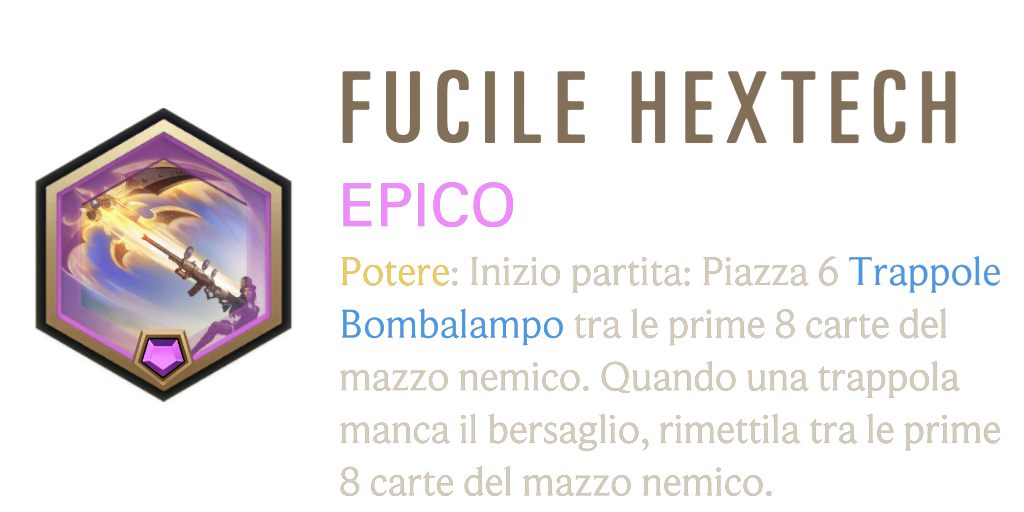 FUCILE HEXTECH
EPICO
Potere: Inizio partita: Piazza 6 Trappole
Bombalampo tra le prime 8 carte del
mazzo nemico. Quando una trappola
manca il bersaglio, rimettila tra le prime
8 carte del mazzo nemico.